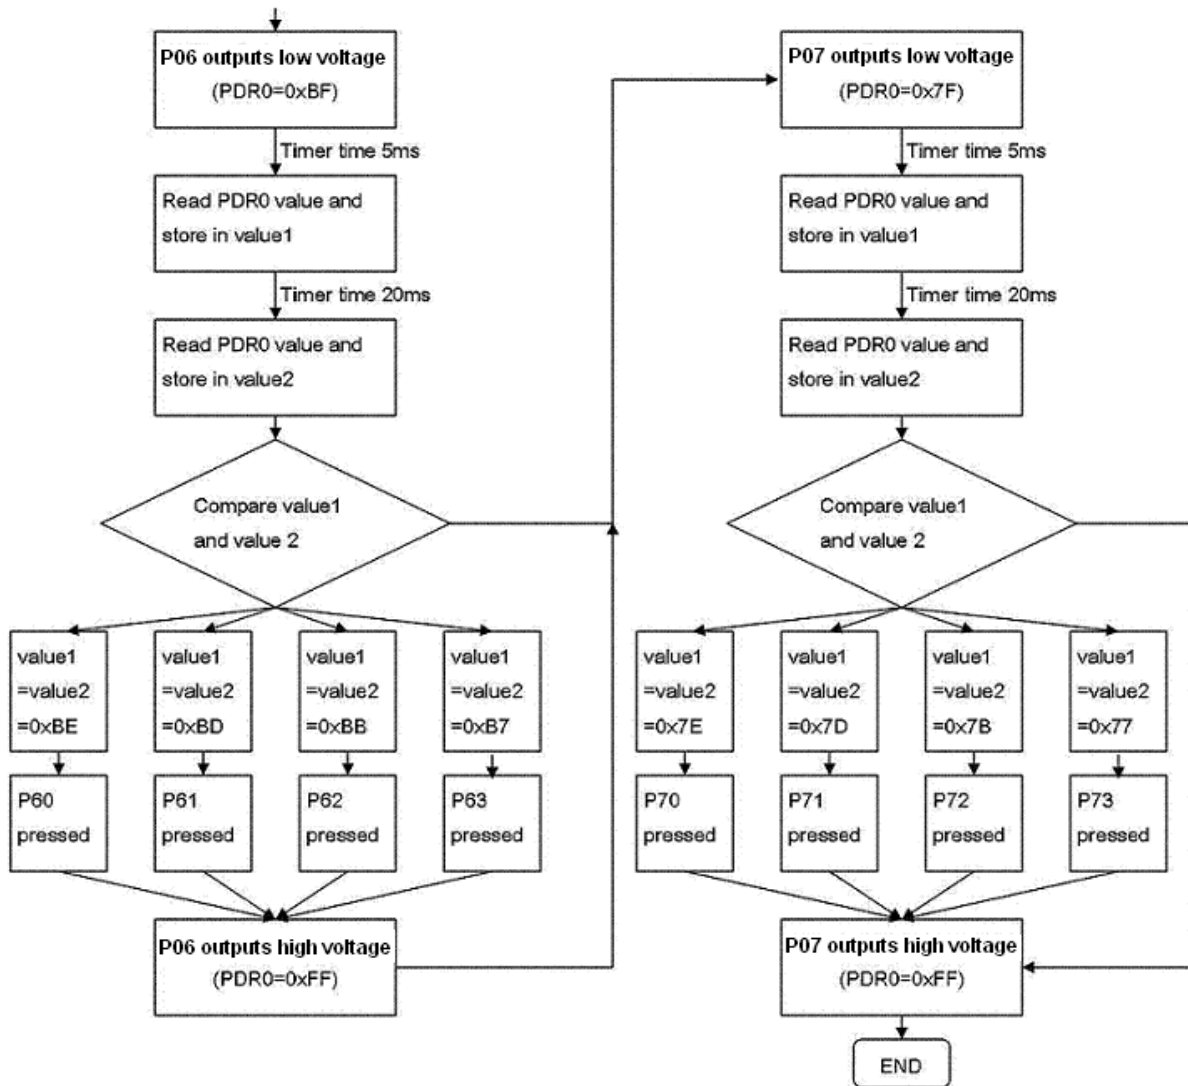 P06 outputs low voltage
(PDR0=0xBF)
Timer time 5ms
Read PDR0 value and
store in value1
Timer time 20ms
Read PDR0 value and
store in value2
Compare value1
and value 2
value1
=value2
=0xBE
value1
=value2
=0xBD
value1
=value2
=0xBB
value1
=value2
=0xB7
P60
pressed
P61
pressed
P62
pressed
P63
pressed
P06 outputs high voltage
(PDR0=0xFF)
P07 outputs low voltage
(PDR0=0x7F)
Timer time 5ms
Read PDR0 value and
store in value1
Timer time 20ms
Read PDR0 value and
store in value2
Compare value1
and value 2
value1
=value2
=0x7E
value1
=value2
=0x7D
value1
=value2
=0x7B
value1
=value2
=0x77
P70
pressed
P71
pressed
P72
pressed
P73
pressed
P07 outputs high voltage
(PDR0=0xFF)
END